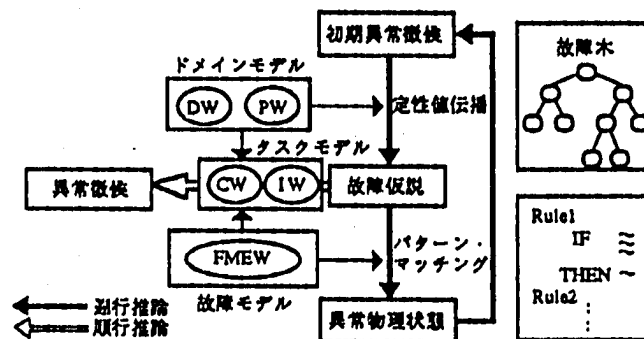 初期異常徴候
ドメインモデル
DW
PW
定性値伝播
タスクモデル
異常徴候
CW
IW
故障仮説
FMEW
パターン・
マッチング
故障モデル
異常物理状態
逆行推論
順行推論
故障木
Rule1
IF
THEN
Rule2